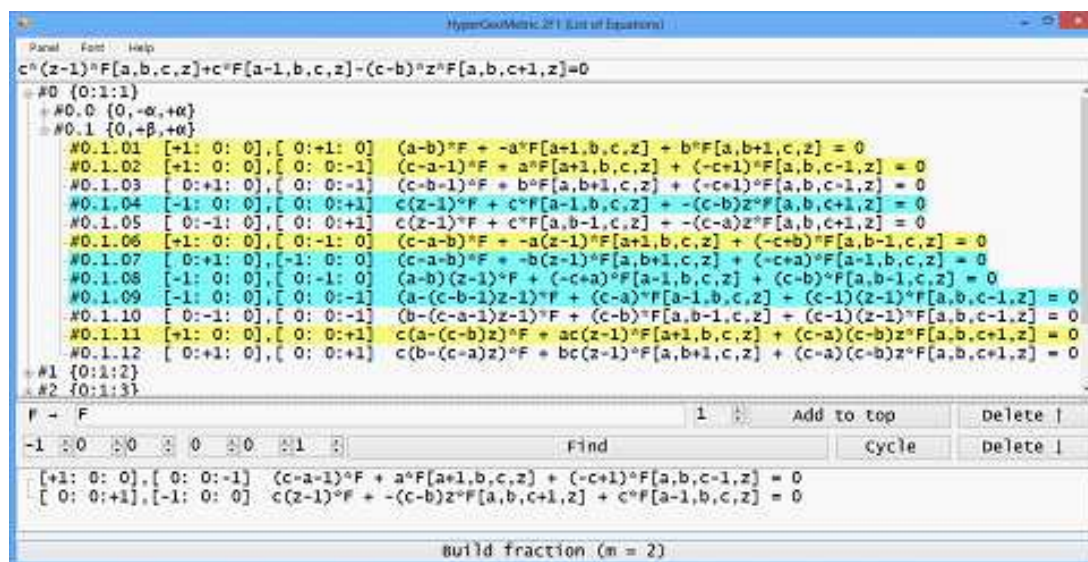 HyperGeoMetric 2F1 (List of Equations)
Panel Font Help
c*(z-1)*F[a,b,c,z]+c*F[a-1,b,c,z]-(c-b)*z*F[a,b,c+1,z]=0
#0 {0:1:1}
#0.0 {0,-α,+α}
#0.1 {0,+β,+α}
#0.1.01 [+1: 0: 0],[ 0:+1: 0] (a-b)*F + -a*F[a+1,b,c,z] + b*F[a,b+1,c,z] = 0
#0.1.02 [+1: 0: 0],[ 0: 0:-1] (c-a-1)*F + a*F[a+1,b,c,z] + (-c+1)*F[a,b,c-1,z] = 0
#0.1.03 [ 0:+1: 0],[ 0: 0:-1] (c-b-1)*F + b*F[a,b+1,c,z] + (-c+1)*F[a,b,c-1,z] = 0
#0.1.04 [-1: 0: 0],[ 0: 0:+1] c(z-1)*F + c*F[a-1,b,c,z] + -(c-b)z*F[a,b,c+1,z] = 0
#0.1.05 [ 0:-1: 0],[ 0: 0:+1] c(z-1)*F + c*F[a,b-1,c,z] + -(c-a)z*F[a,b,c+1,z] = 0
#0.1.06 [+1: 0: 0],[ 0:-1: 0] (c-a-b)*F + -a(z-1)*F[a+1,b,c,z] + (-c+b)*F[a,b-1,c,z] = 0
#0.1.07 [ 0:+1: 0],[-1: 0: 0] (c-a-b)*F + -b(z-1)*F[a,b+1,c,z] + (-c+a)*F[a-1,b,c,z] = 0
#0.1.08 [-1: 0: 0],[ 0:-1: 0] (a-b)(z-1)*F + (-c+a)*F[a-1,b,c,z] + (c-b)*F[a,b-1,c,z] = 0
#0.1.09 [-1: 0: 0],[ 0: 0:-1] (a-(c-b-1)z-1)*F + (c-a)*F[a-1,b,c,z] + (c-1)(z-1)*F[a,b,c-1,z] = 0
#0.1.10 [ 0:-1: 0],[ 0: 0:-1] (b-(c-a-1)z-1)*F + (c-b)*F[a,b-1,c,z] + (c-1)(z-1)*F[a,b,c-1,z] = 0
#0.1.11 [+1: 0: 0],[ 0: 0:+1] c(a-(c-b)z)*F + ac(z-1)*F[a+1,b,c,z] + (c-a)(c-b)z*F[a,b,c+1,z] = 0
#0.1.12 [ 0:+1: 0],[ 0: 0:+1] c(b-(c-a)z)*F + bc(z-1)*F[a,b+1,c,z] + (c-a)(c-b)z*F[a,b,c+1,z] = 0
#1 {0:1:2}
#2 {0:1:3}
F - F 1 Add to top Delete ↑
-1 0 0 0 0 1 Find Cycle Delete ↓
[+1: 0: 0],[ 0: 0:-1] (c-a-1)*F + a*F[a+1,b,c,z] + (-c+1)*F[a,b,c-1,z] = 0
[ 0: 0:+1],[-1: 0: 0] c(z-1)*F + -(c-b)z*F[a,b,c+1,z] + c*F[a-1,b,c,z] = 0
Build fraction (m = 2)